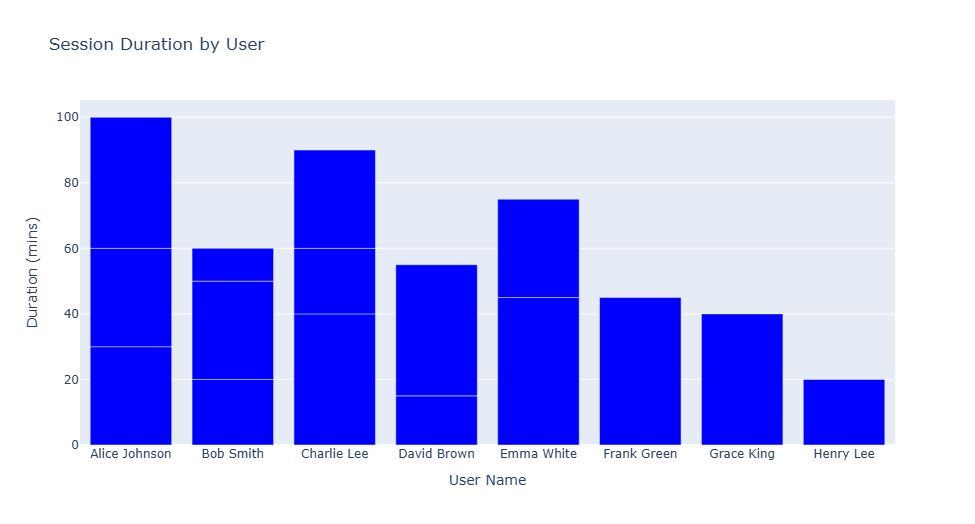 Session Duration by User
Duration (mins)
100
80
60
40
20
0
Alice Johnson Bob Smith Charlie Lee David Brown Emma White Frank Green Grace King Henry Lee
User Name